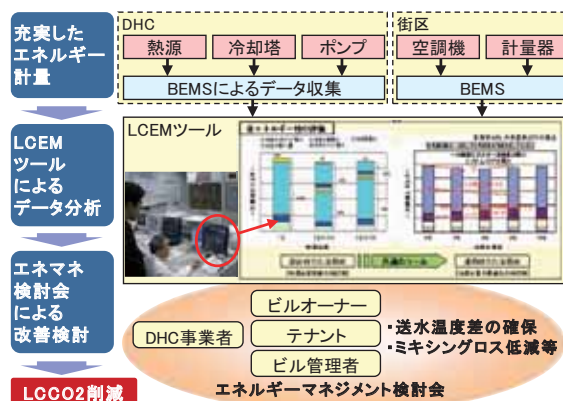 充実した
エネルギー
計量
DHC
熱源
冷却塔
ポンプ
BEMSによるデータ収集
街区
空調機
計量器
BEMS
LCEM
ツール
による
データ分析
LCEMツール
エネマネ
検討会
による
改善検討
ビルオーナー
DHC事業者
テナント
ビル管理者
・送水温度差の確保
・ミキシングロス低減等
エネルギーマネジメント検討会
LCCO2削減